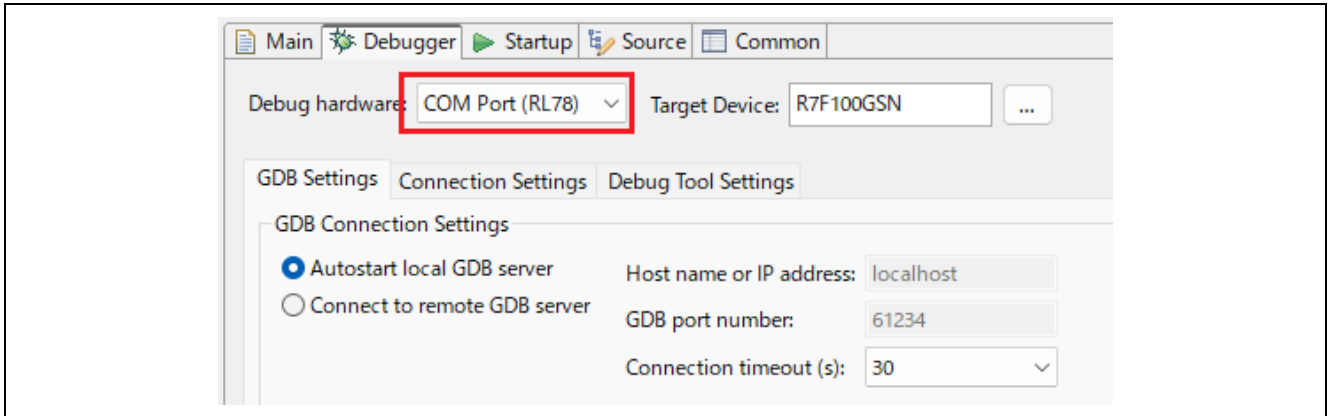 Main Debugger Startup Source Common
Debug hardware: COM Port (RL78) Target Device: R7F100GSN ...
GDB Settings Connection Settings Debug Tool Settings
GDB Connection Settings
Autostart local GDB server Host name or IP address: localhost
Connect to remote GDB server GDB port number: 61234
Connection timeout (s): 30